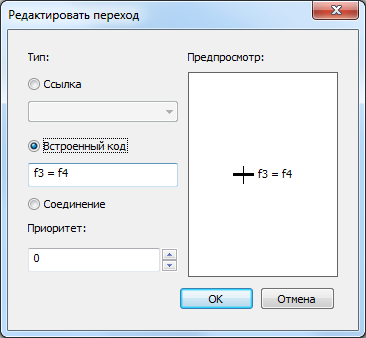 Редактировать переход
Тип:
Предпросмотр:
Ссылка
Встроенный код
f3 = f4
f3 = f4
Соединение
Приоритет:
0
OK
Отмена